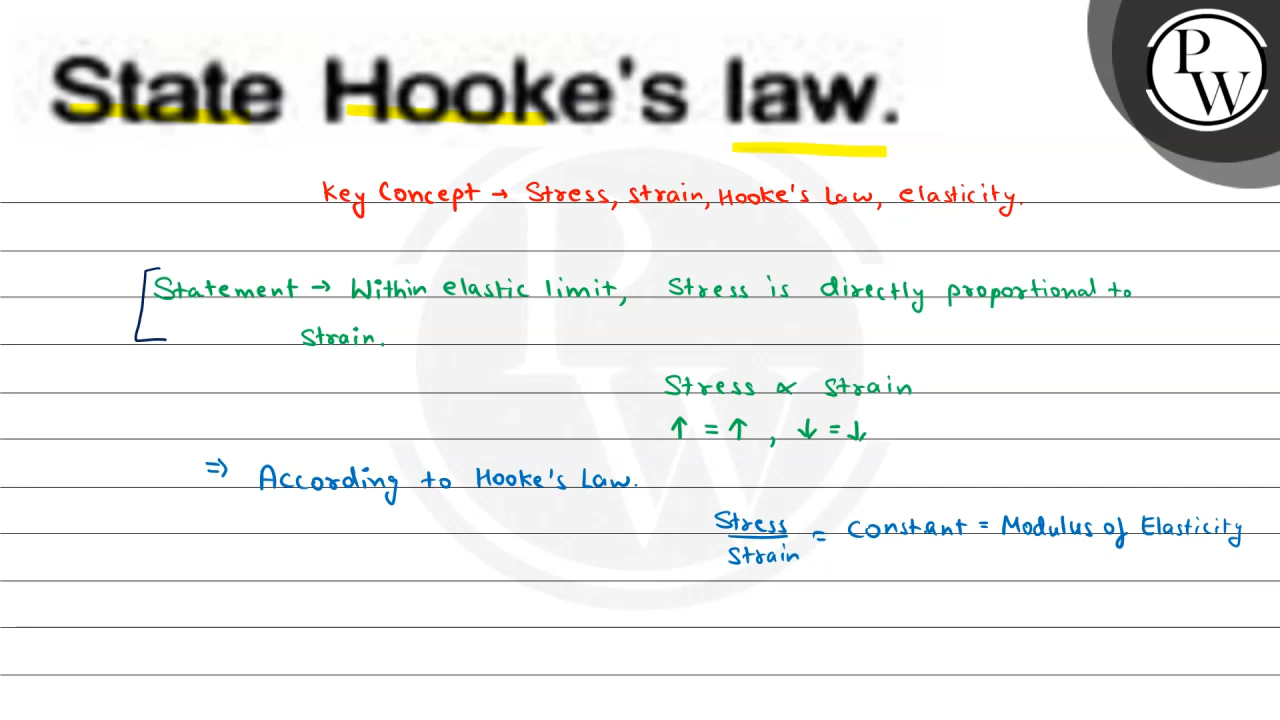 State Hooke's law.
P
W
Key Concept → Stress, strain, Hooke's Law, elasticity.
Statement → Within elastic limit, Stress is directly proportional to
strain.
Stress ∝ strain
↑ = ↑ , ↓ = ↓
⇒ According to Hooke's Law.
Stress
Strain
= Constant = Modulus of Elasticity
PW